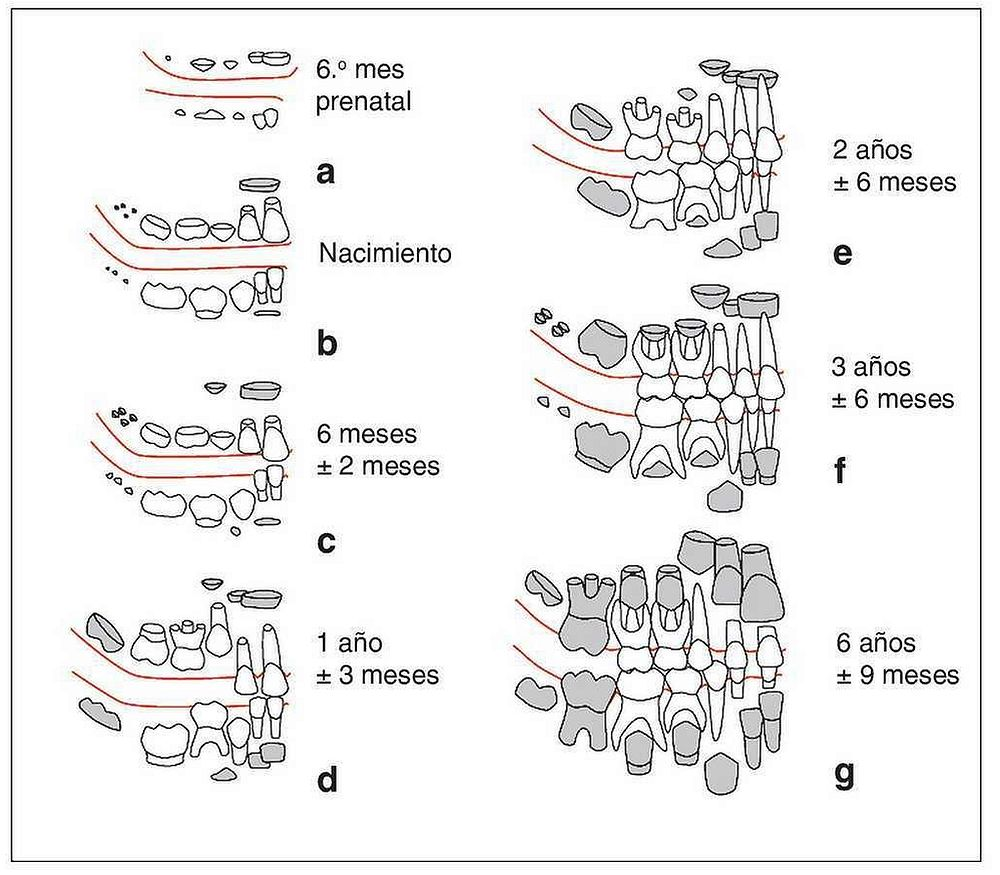 6.º mes
prenatal
a
Nacimiento
b
6 meses
± 2 meses
c
1 año
± 3 meses
d
2 años
± 6 meses
e
3 años
± 6 meses
f
6 años
± 9 meses
g